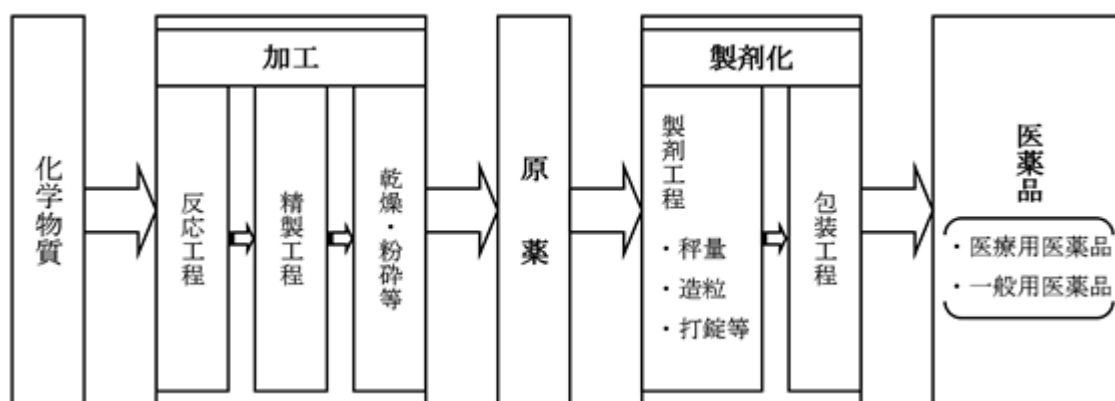 化学物質
加工
反応工程
精製工程
乾燥・粉砕等
原薬
製剤化
製剤工程
・秤量
・造粒
・打錠等
包装工程
医薬品
・医療用医薬品
・一般用医薬品